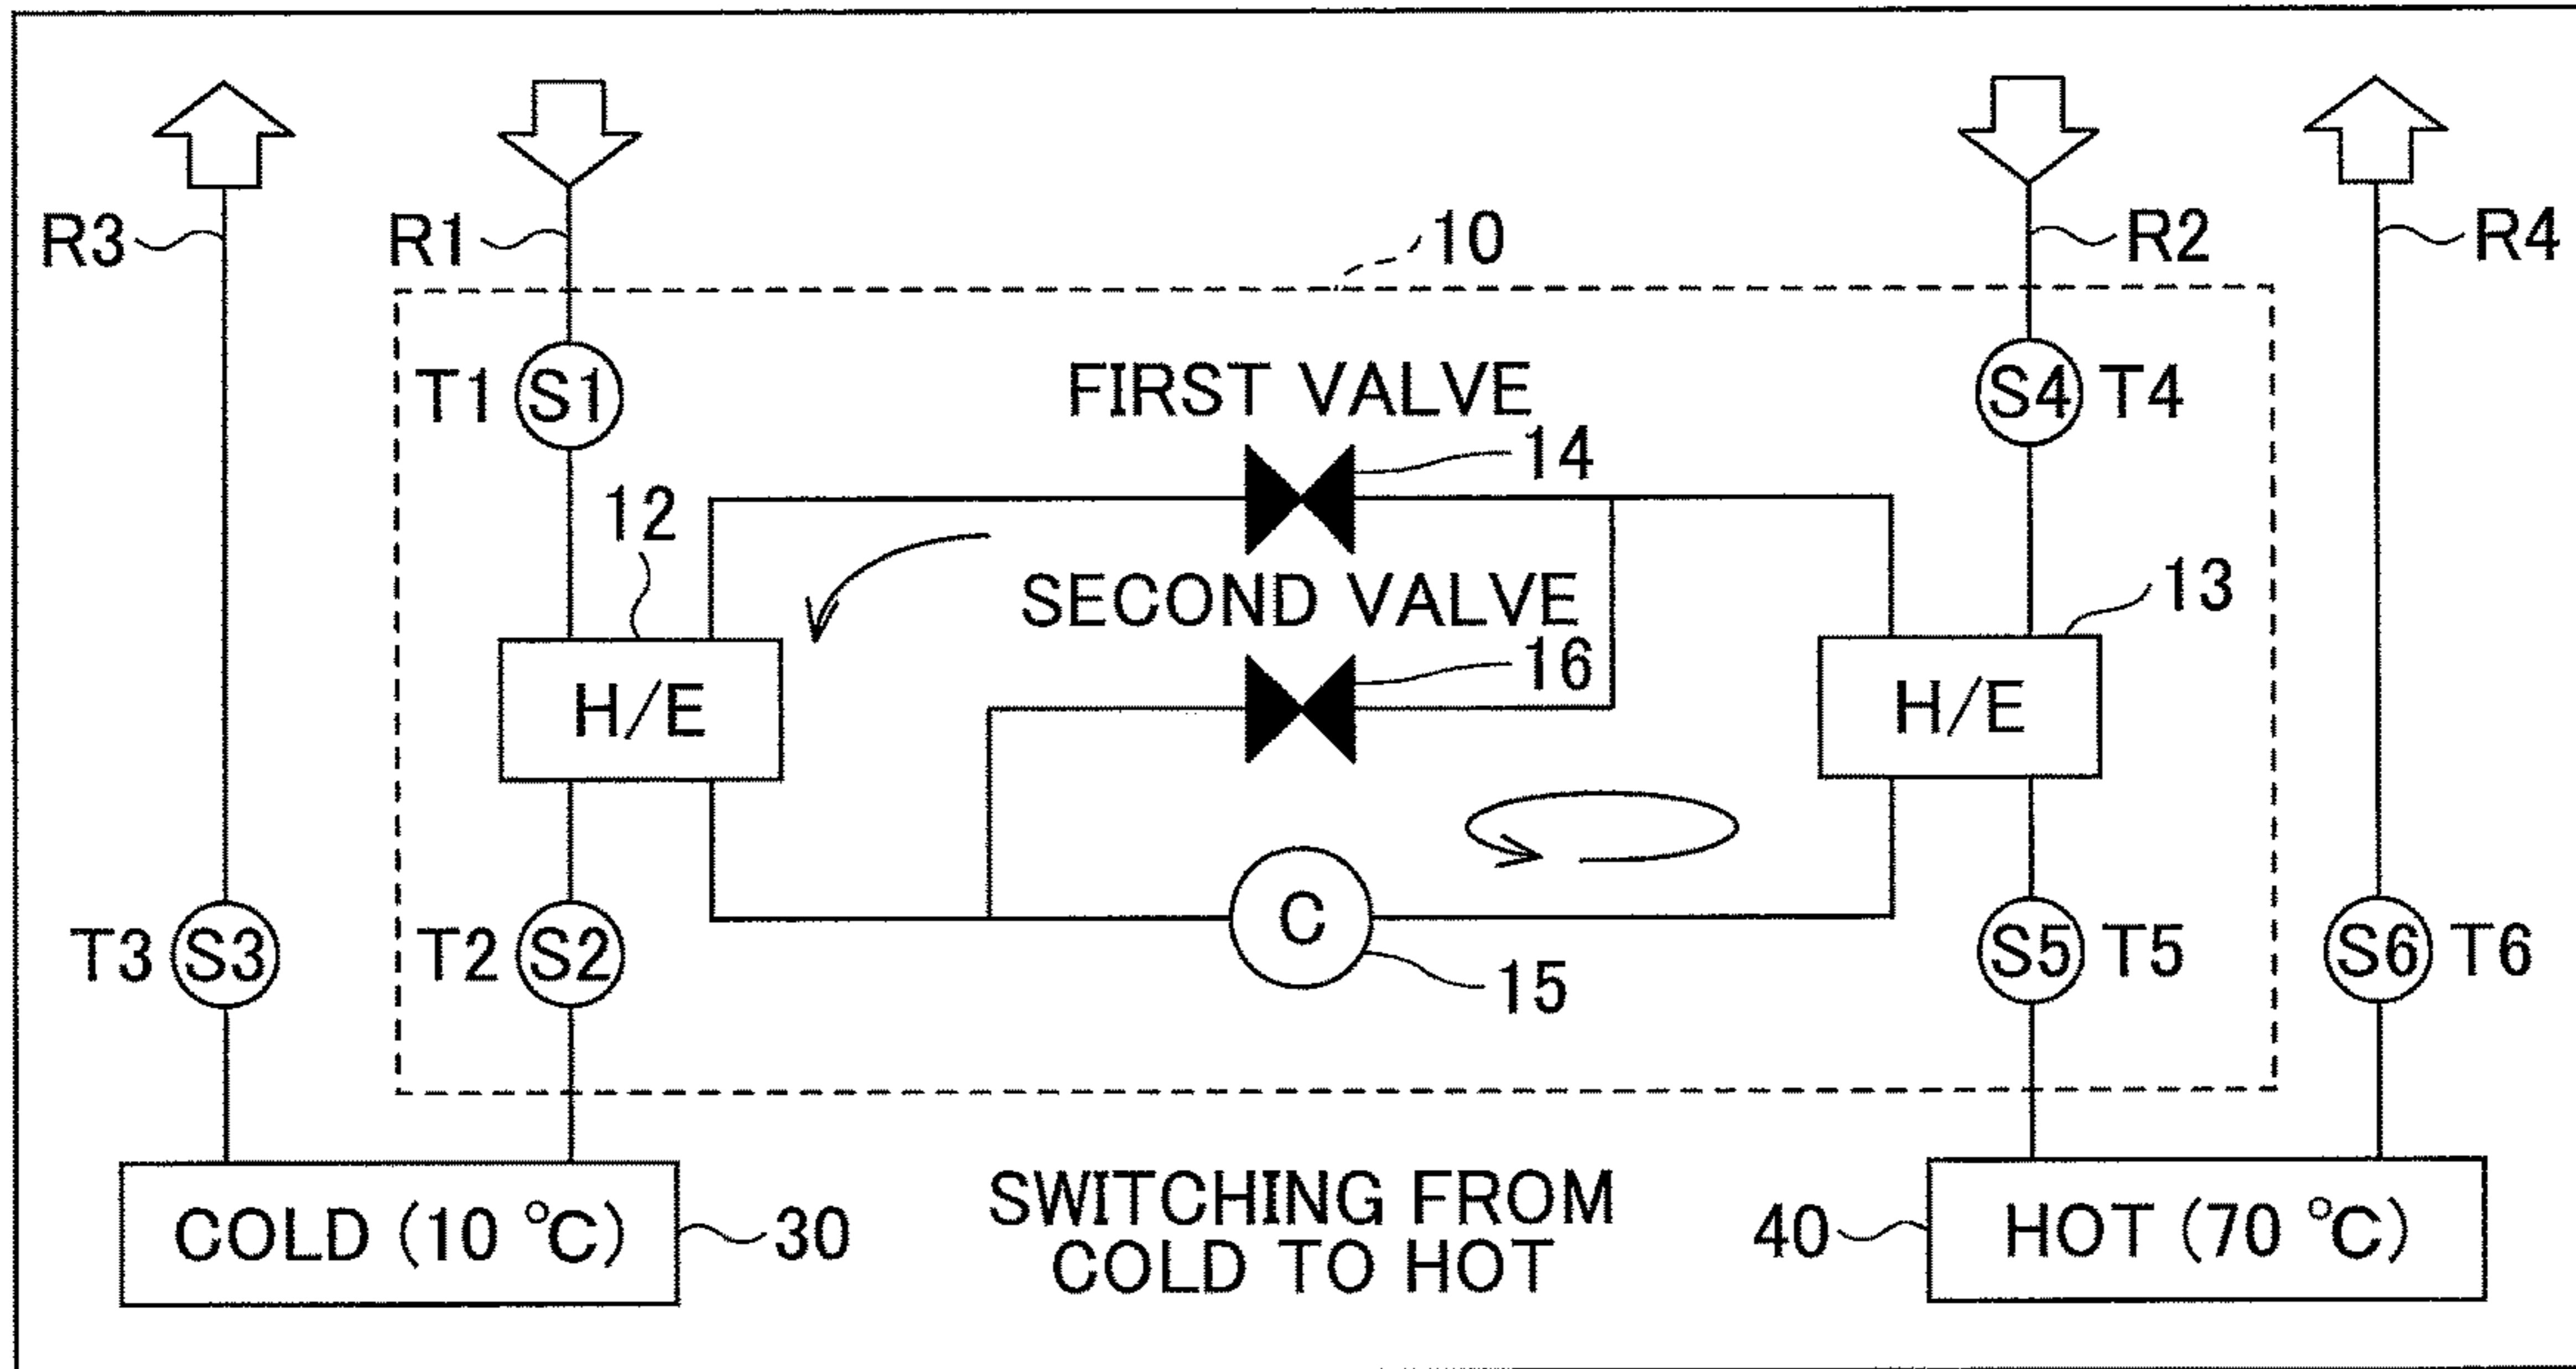 R3
R1
10
R2
R4
T1
S1
FIRST VALVE
S4
T4
14
12
SECOND VALVE
13
16
H/E
H/E
T3
S3
T2
S2
C
15
S5
T5
S6
T6
COLD (10 ℃)
30
SWITCHING FROM
COLD TO HOT
40
HOT (70 ℃)